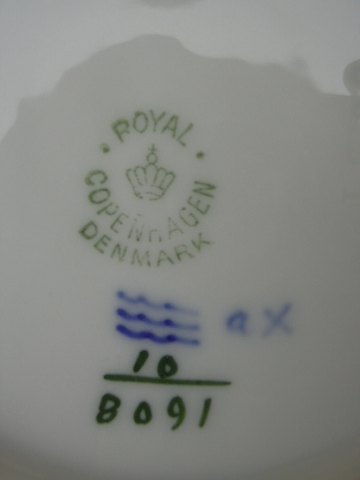 ROYAL
COPENHAGEN
DENMARK
a X
10
8091